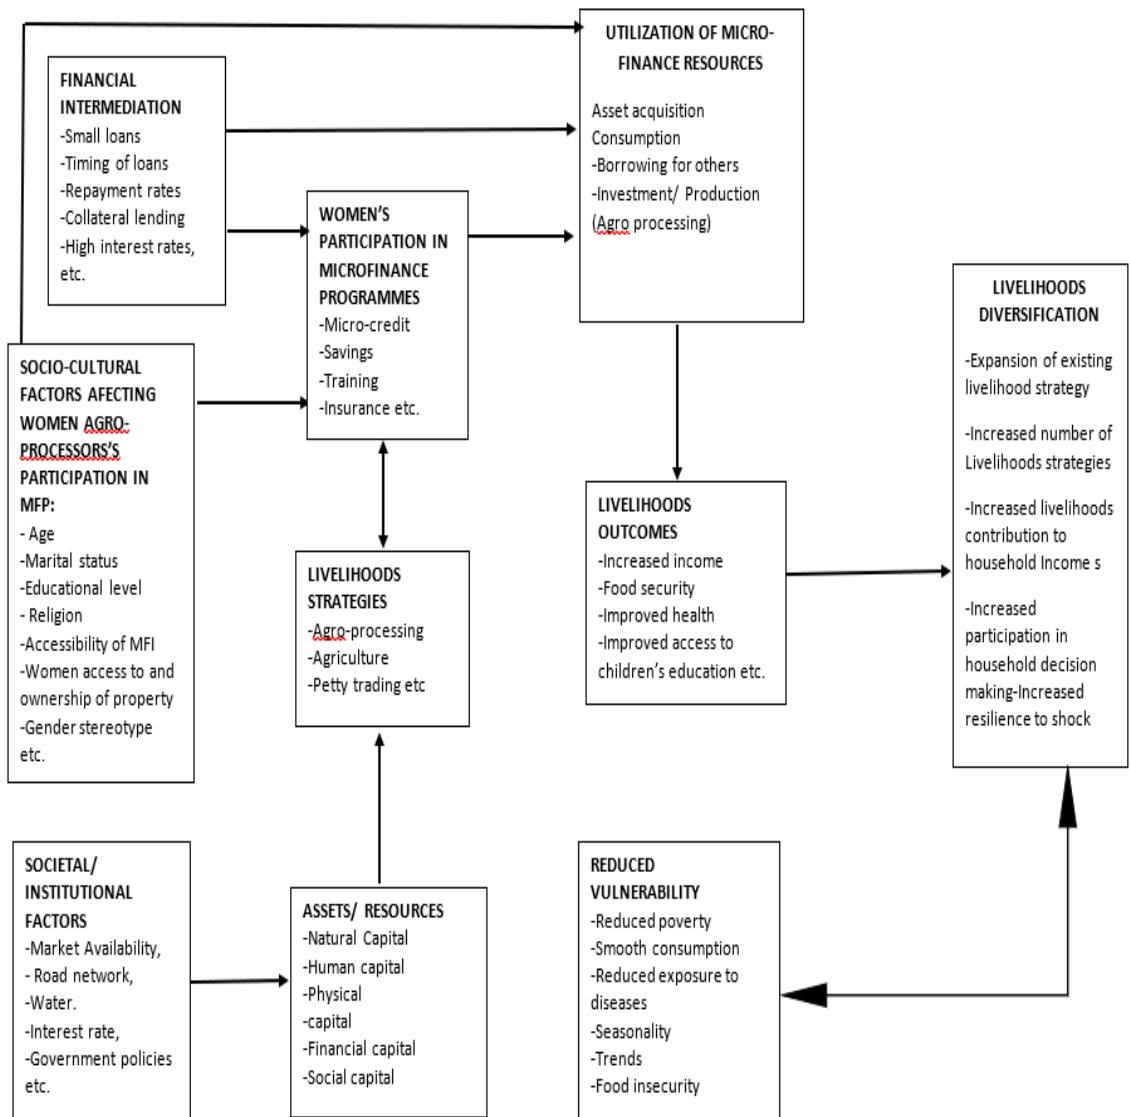 UTILIZATION OF MICRO-
FINANCE RESOURCES
Asset acquisition
Consumption
-Borrowing for others
-Investment/ Production
(Agro processing)
FINANCIAL
INTERMEDIATION
-Small loans
-Timing of loans
-Repayment rates
-Collateral lending
-High interest rates,
etc.
WOMEN'S
PARTICIPATION IN
MICROFINANCE
PROGRAMMES
-Micro-credit
-Savings
-Training
-Insurance etc.
LIVELIHOODS
DIVERSIFICATION
-Expansion of existing
livelihood strategy
-Increased number of
Livelihoods strategies
-Increased livelihoods
contribution to
household Income s
-Increased
participation in
household decision
making-Increased
resilience to shock
SOCIO-CULTURAL
FACTORS AFECTING
WOMEN AGRO-
PROCESSORS'S
PARTICIPATION IN
MFP:
- Age
-Marital status
-Educational level
- Religion
-Accessibility of MFI
-Women access to and
ownership of property
-Gender stereotype
etc.
LIVELIHOODS
STRATEGIES
-Agro-processing
-Agriculture
-Petty trading etc
LIVELIHOODS
OUTCOMES
-Increased income
-Food security
-Improved health
-Improved access to
children's education etc.
SOCIETAL/
INSTITUTIONAL
FACTORS
-Market Availability,
- Road network,
-Water.
-Interest rate,
-Government policies
etc.
ASSETS/ RESOURCES
-Natural Capital
-Human capital
-Physical
-capital
-Financial capital
-Social capital
REDUCED
VULNERABILITY
-Reduced poverty
-Smooth consumption
-Reduced exposure to
diseases
-Seasonality
-Trends
-Food insecurity